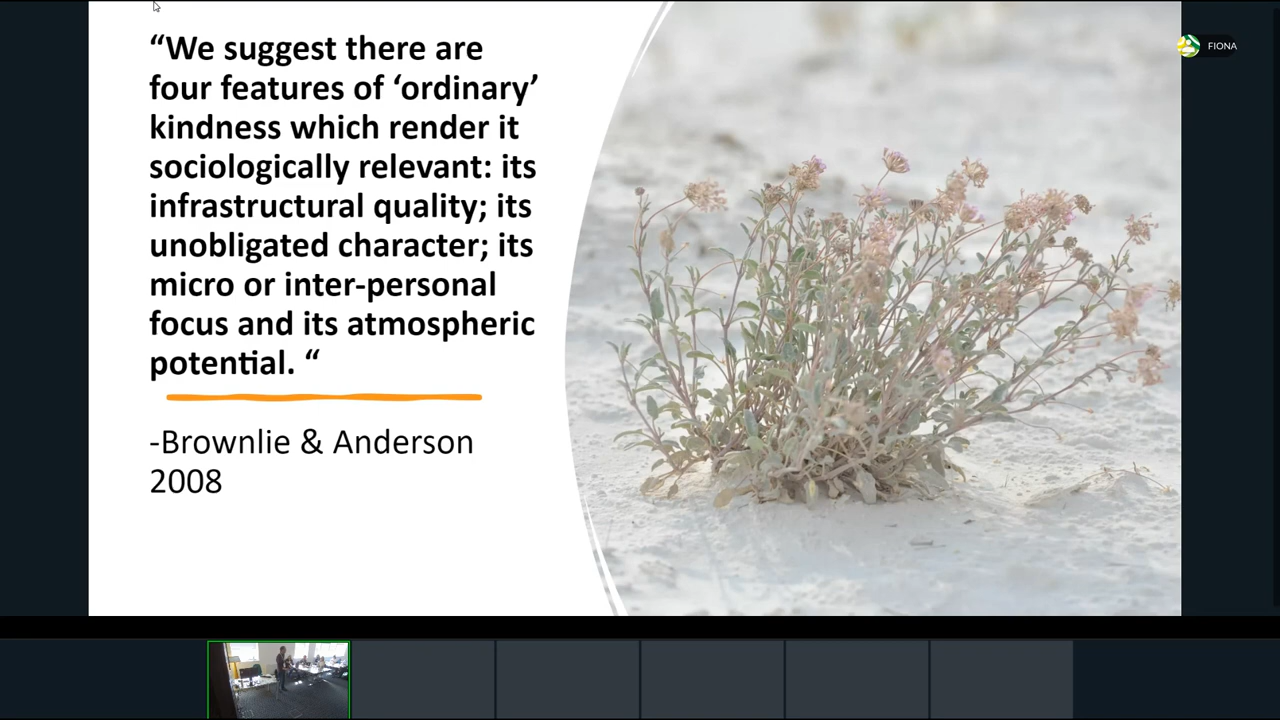 “We suggest there are
four features of ‘ordinary’
kindness which render it
sociologically relevant: its
infrastructural quality; its
unobligated character; its
micro or inter-personal
focus and its atmospheric
potential. “
-Brownlie & Anderson
2008
FIONA